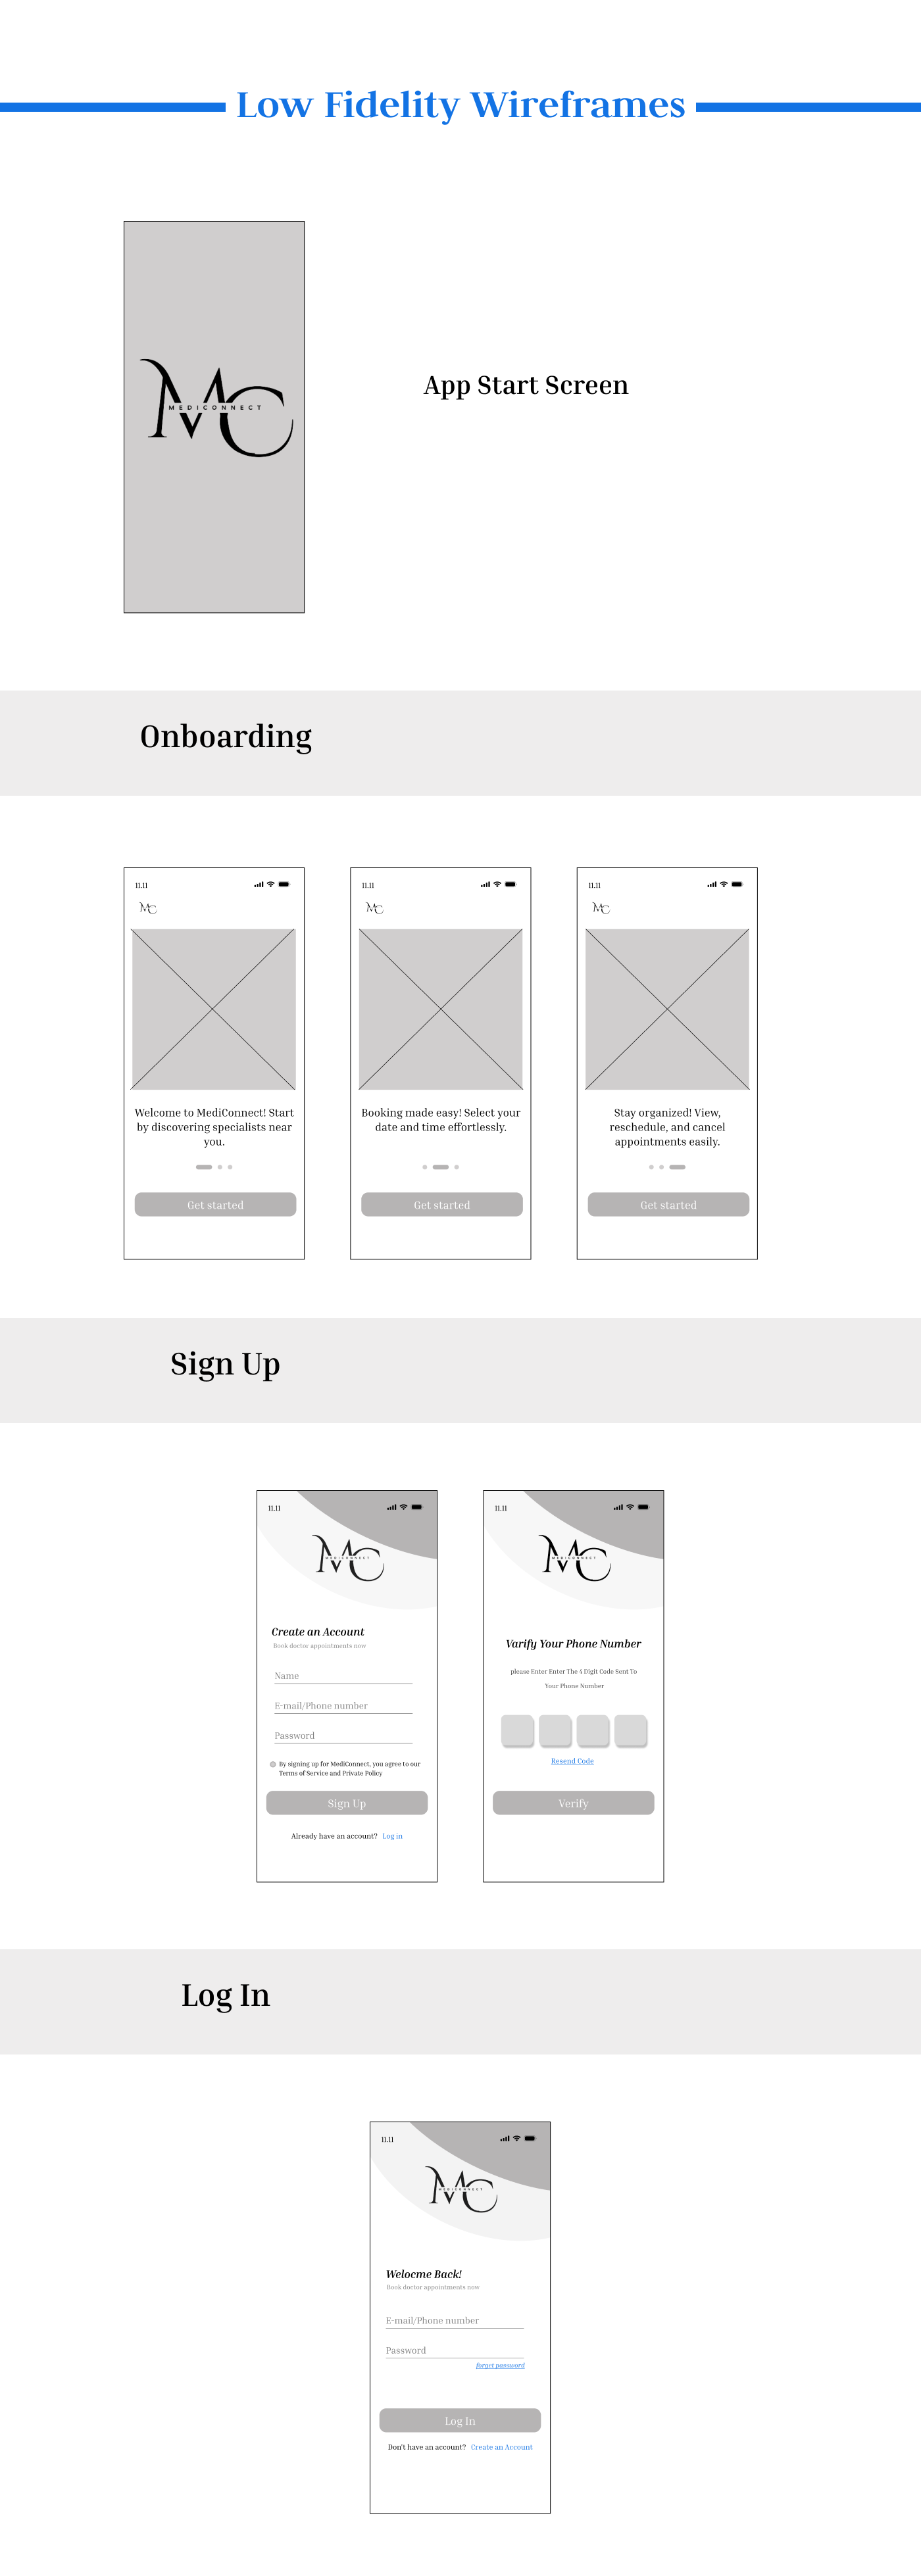 Low Fidelity Wireframes
MC
MEDICONNECT
App Start Screen
Onboarding
11.11
MC
Welcome to MediConnect! Start
by discovering specialists near
you.
Get started
11.11
MC
Booking made easy! Select your
date and time effortlessly.
Get started
11.11
MC
Stay organized! View,
reschedule, and cancel
appointments easily.
Get started
Sign Up
11.11
MC
MEDICONNECT
Create an Account
Book doctor appointments now
Name
E-mail/Phone number
Password
By signing up for MediConnect, you agree to our
Terms of Service and Private Policy
Sign Up
Already have an account? Log in
11.11
MC
MEDICONNECT
Varify Your Phone Number
please Enter Enter The 4 Digit Code Sent To
Your Phone Number
Resend Code
Verify
Log In
11.11
MC
MEDICONNECT
Welocme Back!
Book doctor appointments now
E-mail/Phone number
Password
Forget password
Log In
Don't have an account? Create an Account